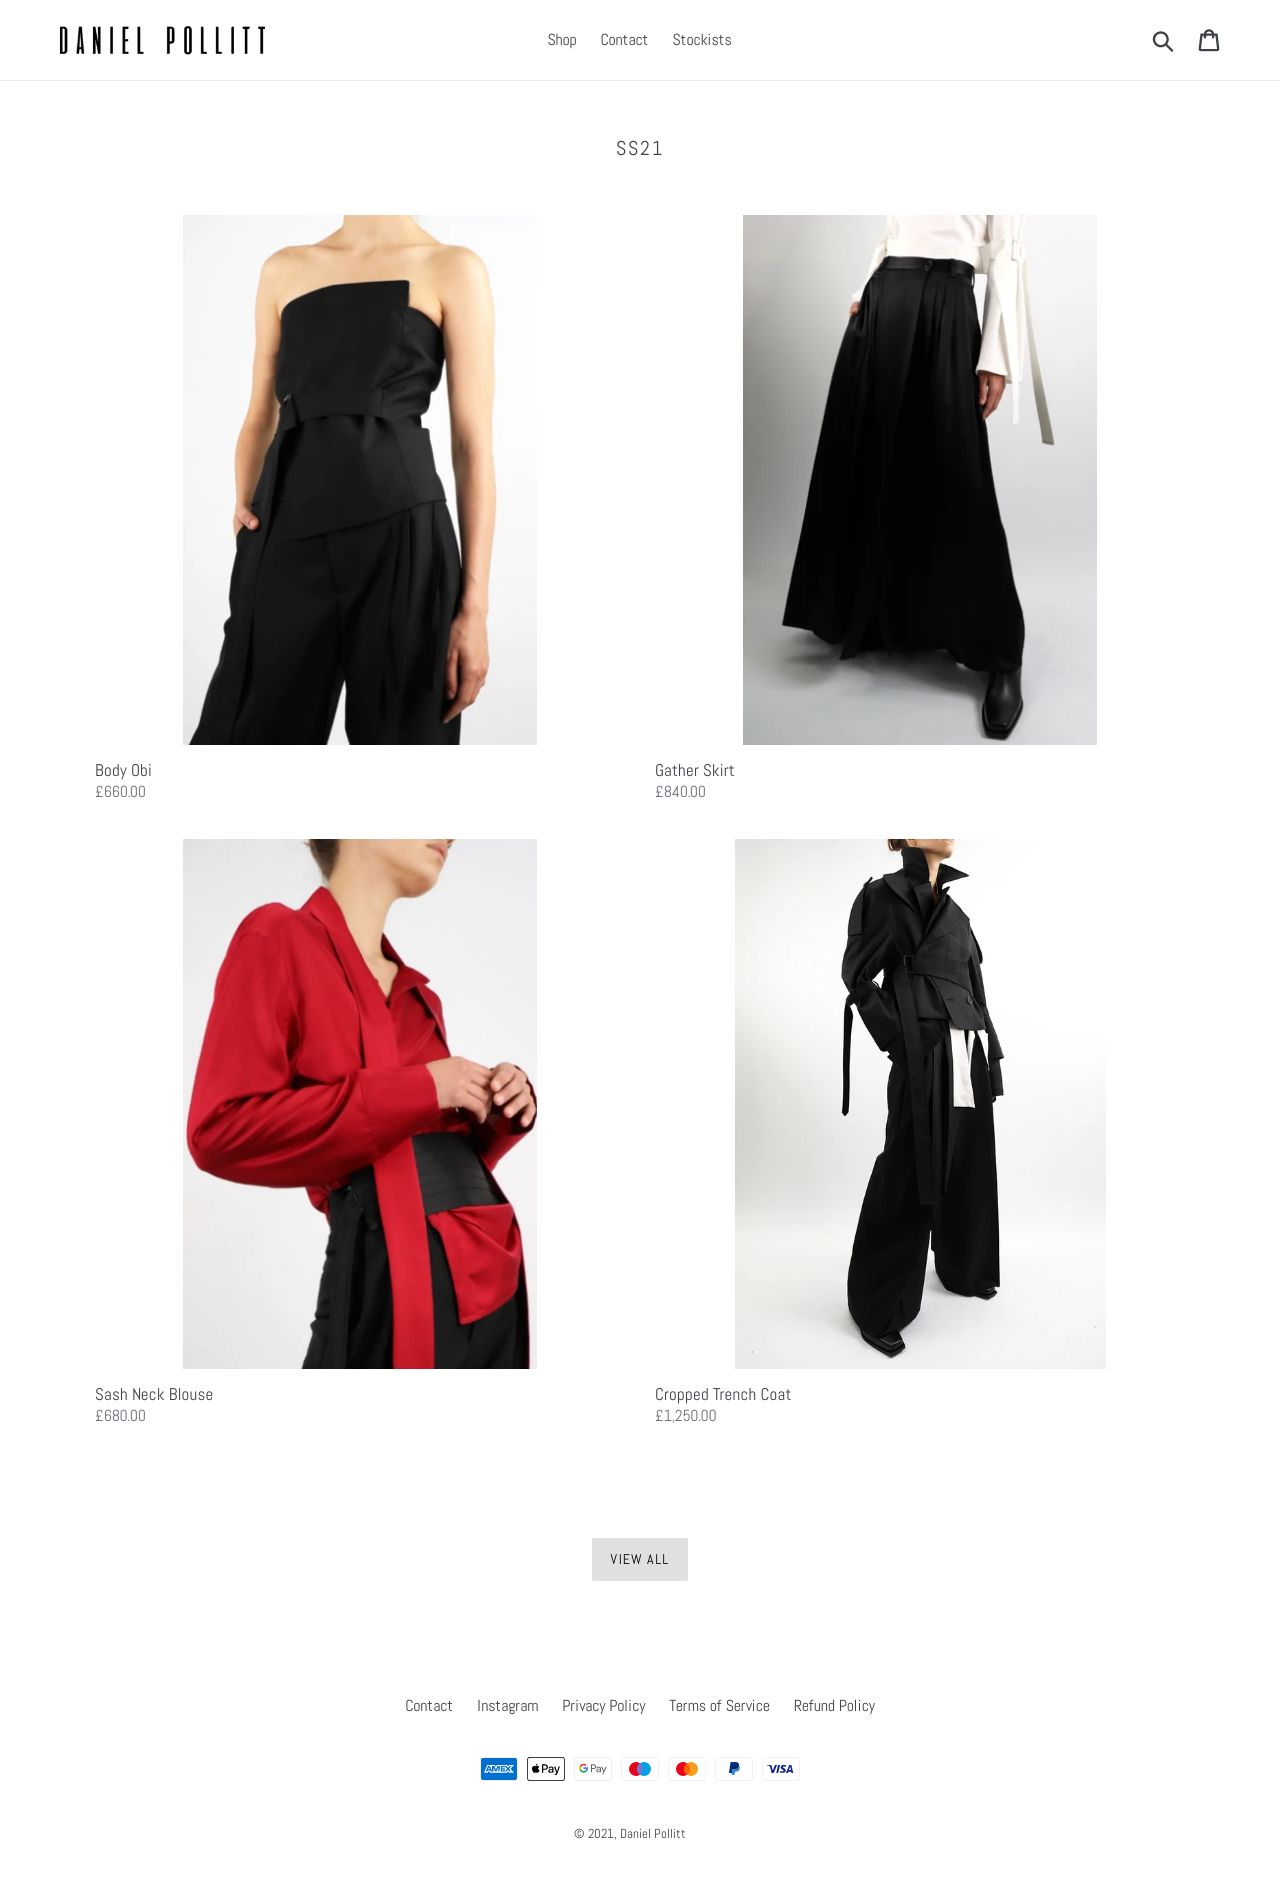 DANIEL POLLITT
Shop Contact Stockists
SS21
Body Obi
£660.00
Gather Skirt
£840.00
Sash Neck Blouse
£680.00
Cropped Trench Coat
£1,250.00
VIEW ALL
Contact Instagram Privacy Policy Terms of Service Refund Policy
AMEX Pay G Pay VISA
© 2021, Daniel Pollitt